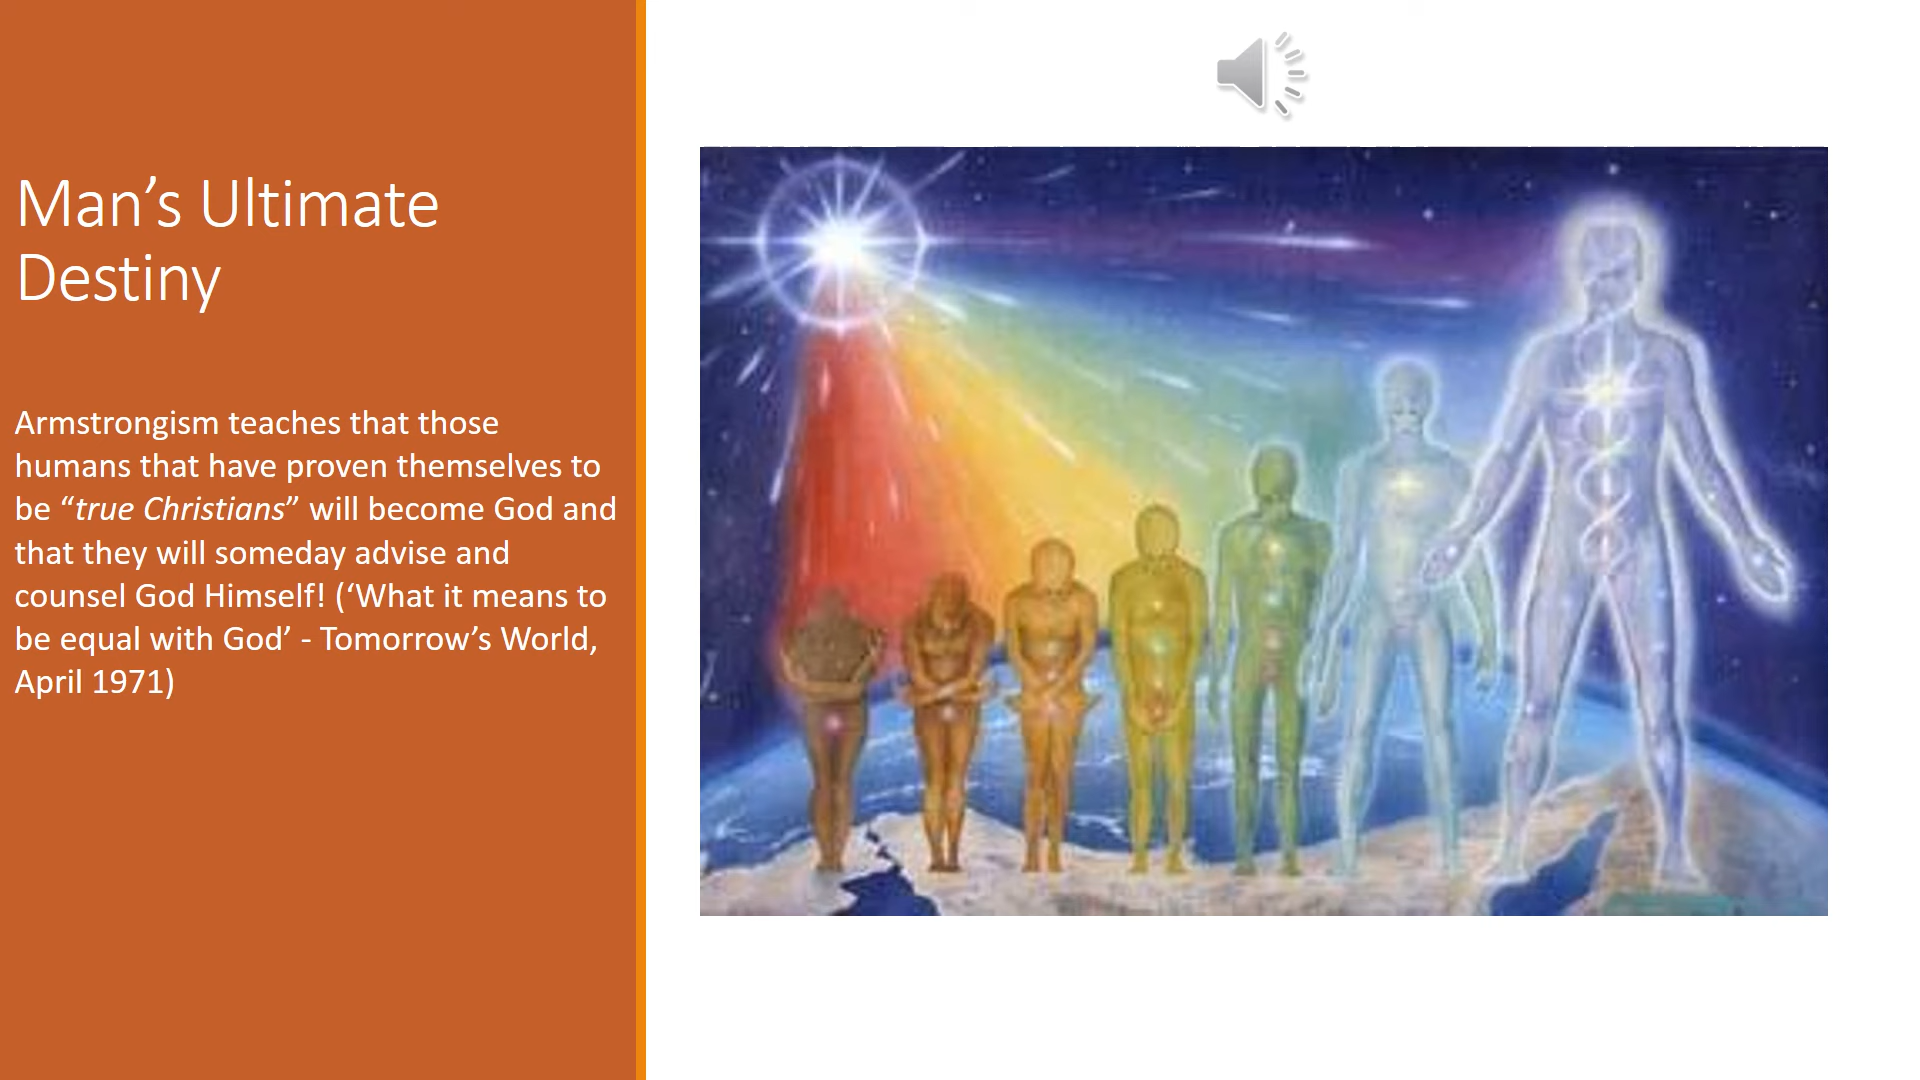 Man’s Ultimate
Destiny
Armstrongism teaches that those
humans that have proven themselves to
be “true Christians” will become God and
that they will someday advise and
counsel God Himself! (‘What it means to
be equal with God’ - Tomorrow’s World,
April 1971)